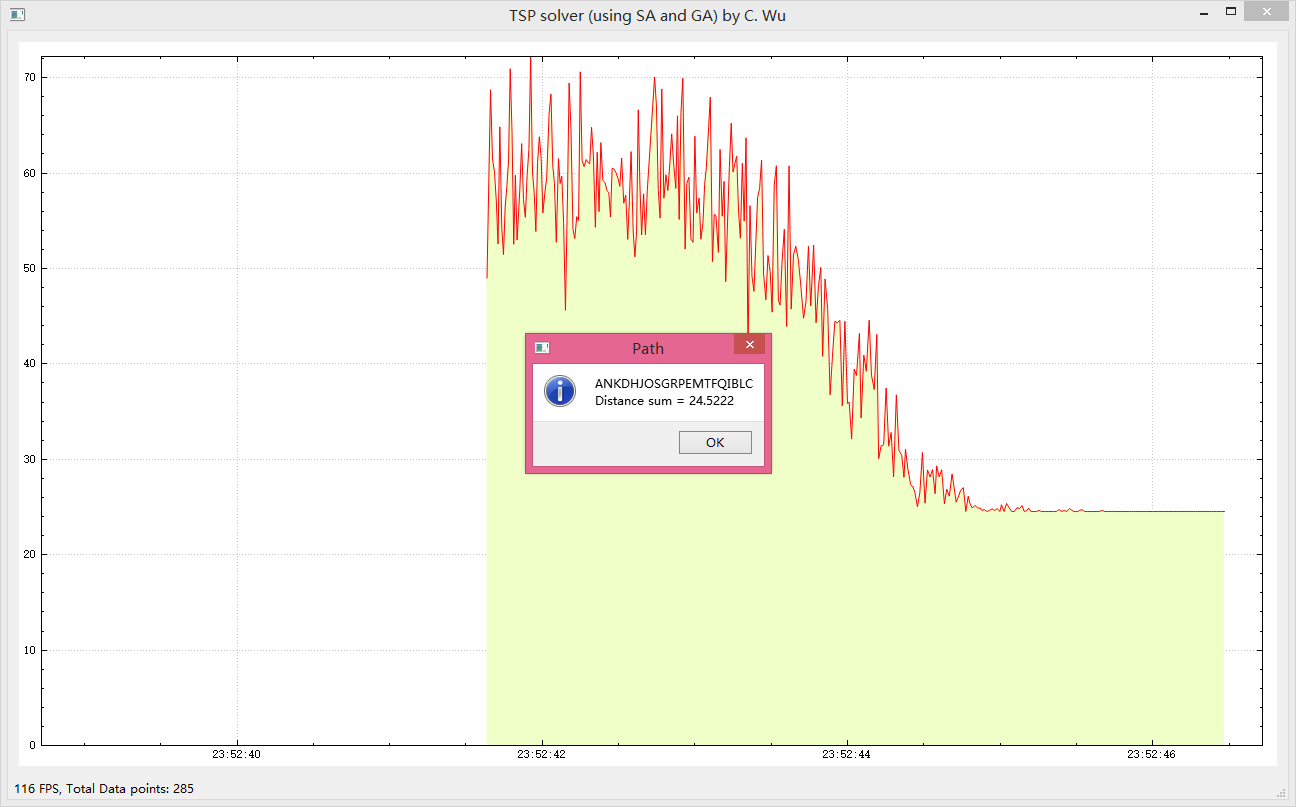 TSP solver (using SA and GA) by C. Wu
70
60
50
40
30
20
10
0
Path
ANKDHJOSGRPEMTFQIBLC
Distance sum = 24.5222
OK
23:52:40 23:52:42 23:52:44 23:52:46
116 FPS, Total Data points: 285